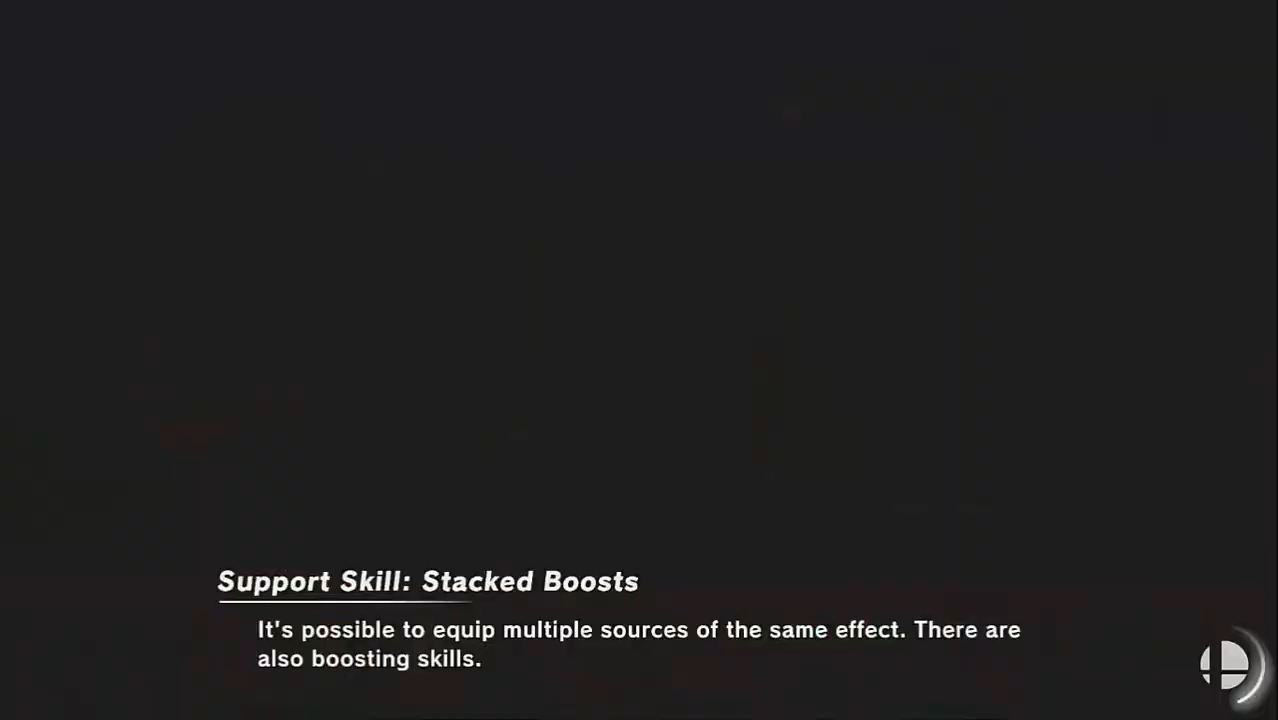 Support Skill: Stacked Boosts
It's possible to equip multiple sources of the same effect. There are
also boosting skills.